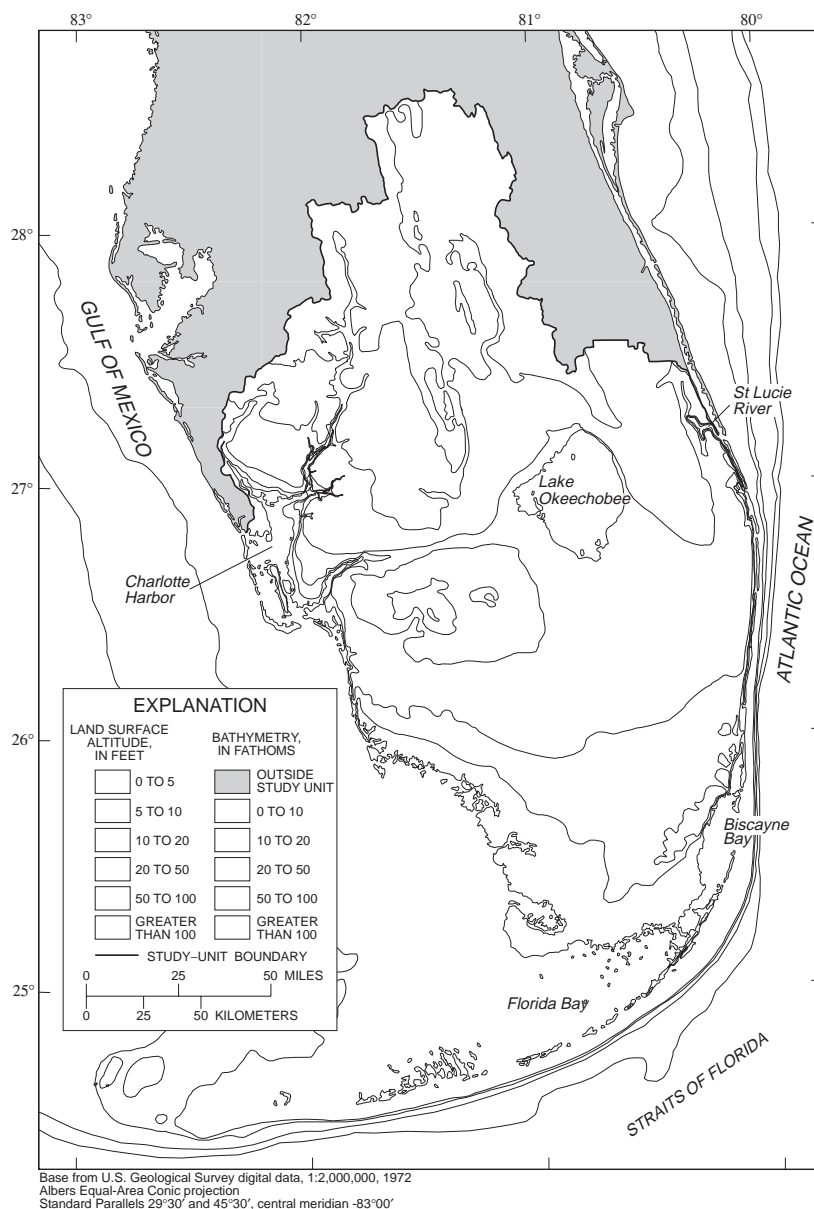 83° 82° 81° 80°
28°
27°
26°
25°
GULF OF MEXICO
St Lucie
River
Lake
Okeechobee
Charlotte
Harbor
ATLANTIC OCEAN
Biscayne
Bay
Florida Bay
STRAITS OF FLORIDA
EXPLANATION
LAND SURFACE
ALTITUDE,
IN FEET
0 TO 5
5 TO 10
10 TO 20
20 TO 50
50 TO 100
GREATER
THAN 100
BATHYMETRY,
IN FATHOMS
OUTSIDE
STUDY UNIT
0 TO 10
10 TO 20
20 TO 50
50 TO 100
GREATER
THAN 100
STUDY–UNIT BOUNDARY
0 25 50 MILES
0 25 50 KILOMETERS
Base from U.S. Geological Survey digital data, 1:2,000,000, 1972
Albers Equal-Area Conic projection
Standard Parallels 29°30′ and 45°30′, central meridian -83°00′